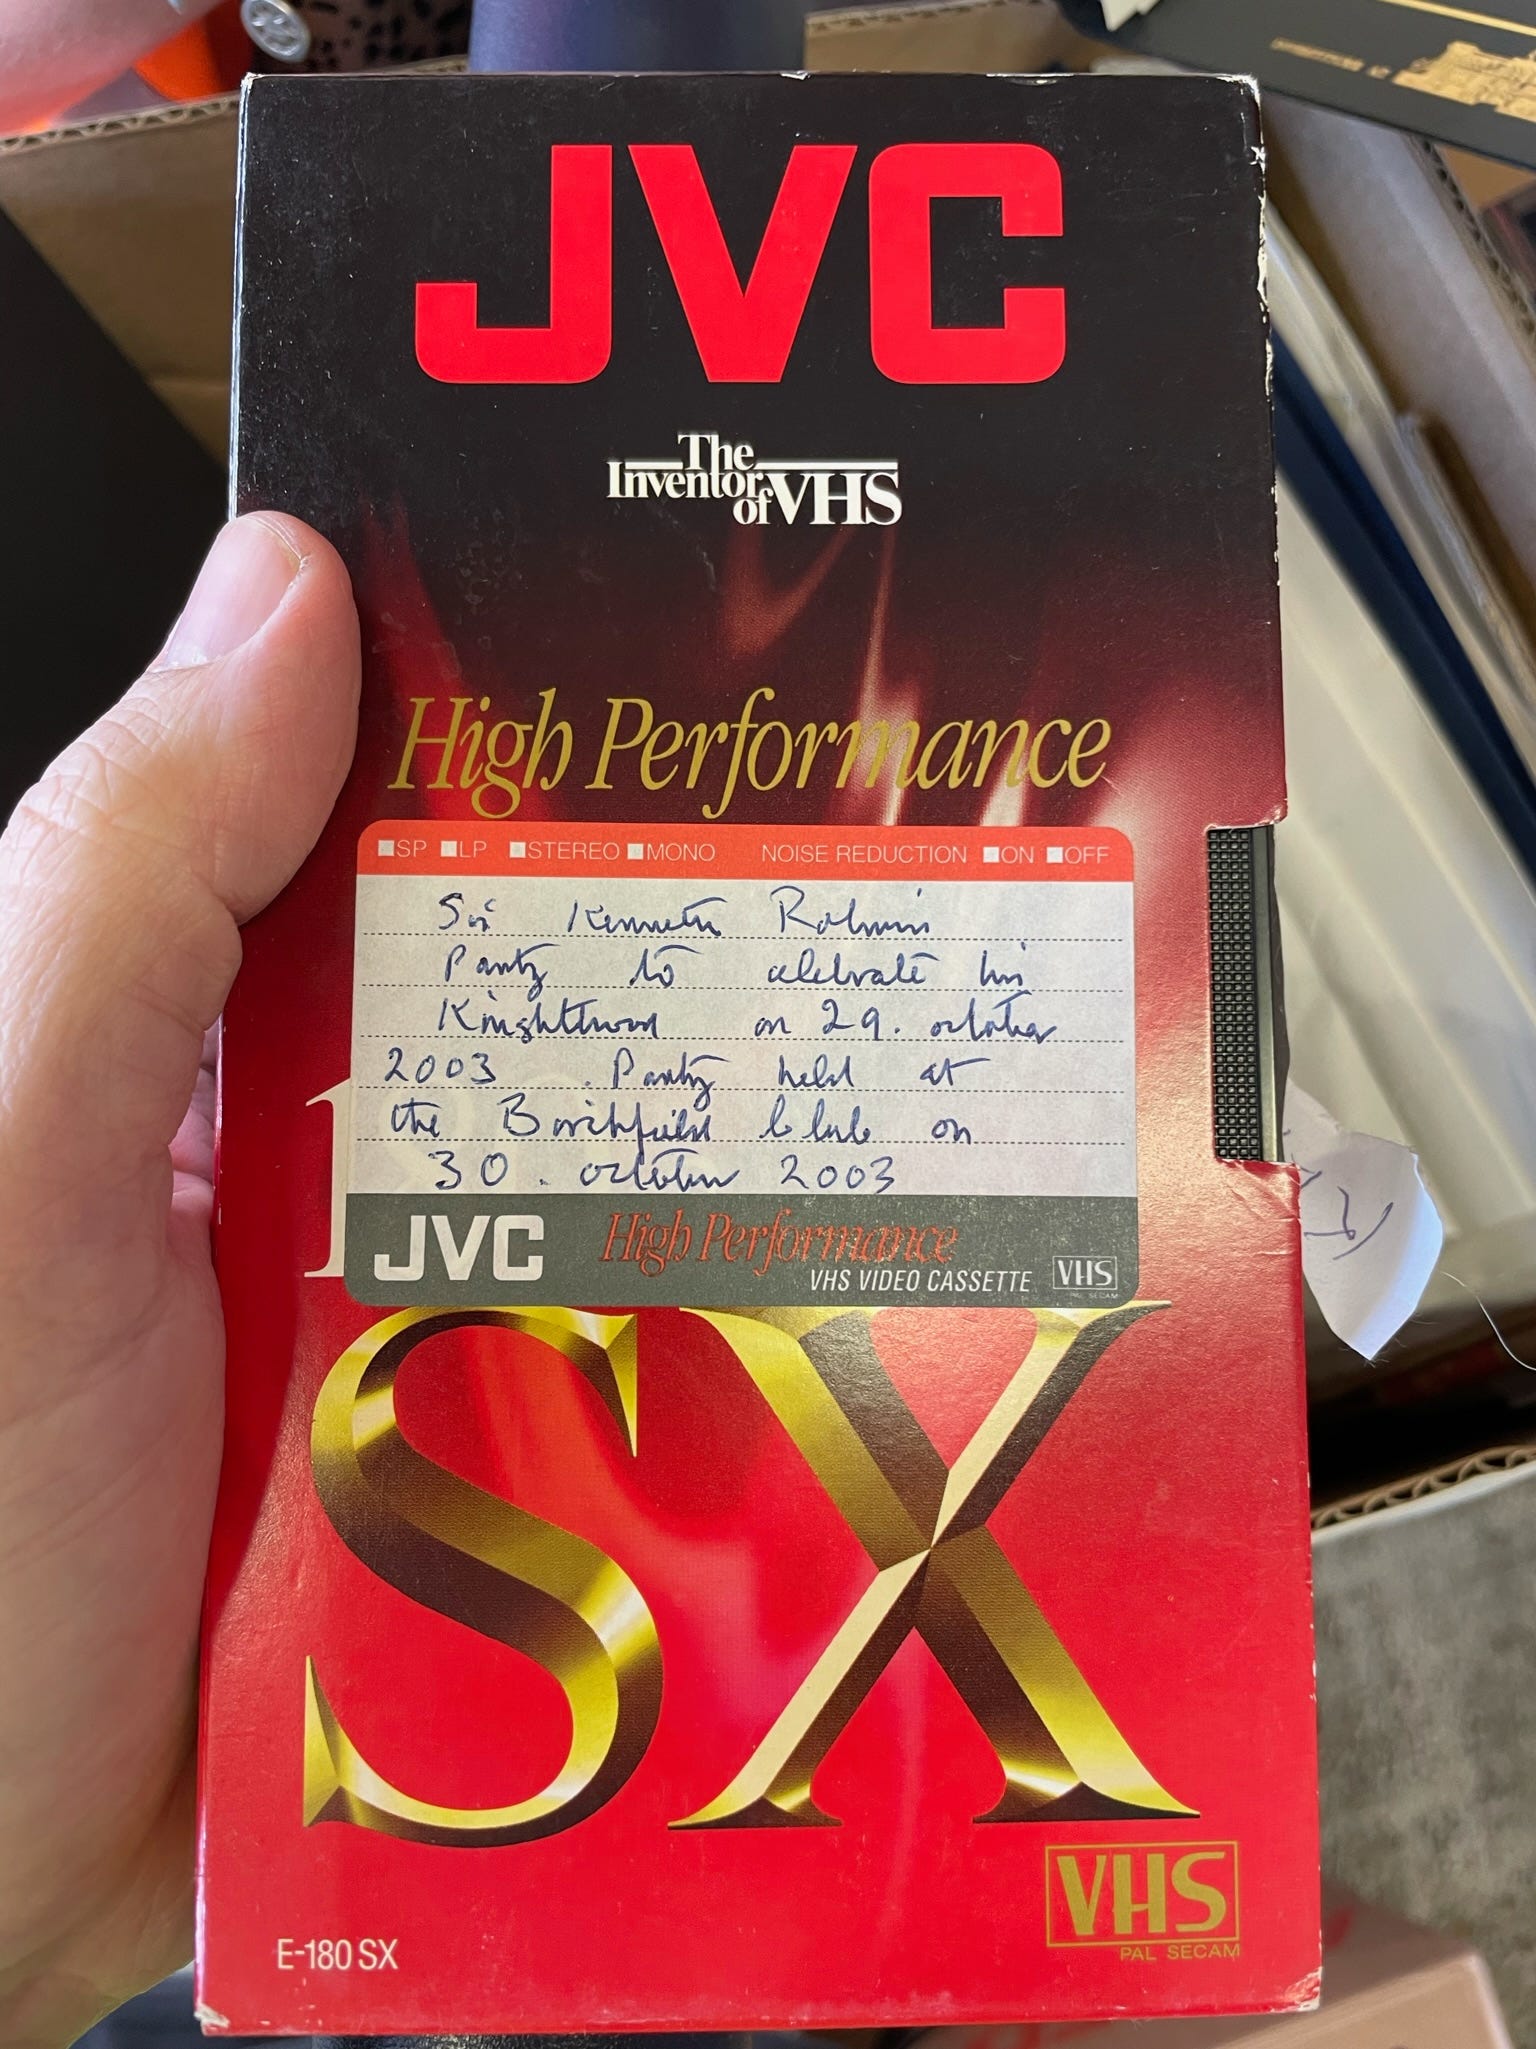 JVC
The
Inventor
of VHS
High Performance
SP LP STEREO MONO NOISE REDUCTION ON OFF
Sir Kenneth Robinson
Party to celebrate his
Knighthood on 29. october
2003. Party held at
the Club on
30. october 2003
JVC High Performance
VHS VIDEO CASSETTE VHS
PAL SECAM
SX
VHS
PAL SECAM
E-180 SX